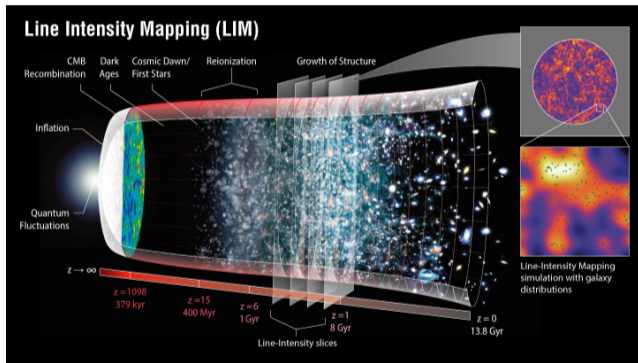 Line Intensity Mapping (LIM)
CMB
Recombination
Dark
Ages
Cosmic Dawn/
First Stars
Reionization
Growth of Structure
Inflation
Quantum
Fluctuations
z → ∞
z = 1098
379 kyr
z = 15
400 Myr
z = 6
1 Gyr
z = 1
8 Gyr
z = 0
13.8 Gyr
Line-Intensity slices
Line-Intensity Mapping
simulation with galaxy
distributions